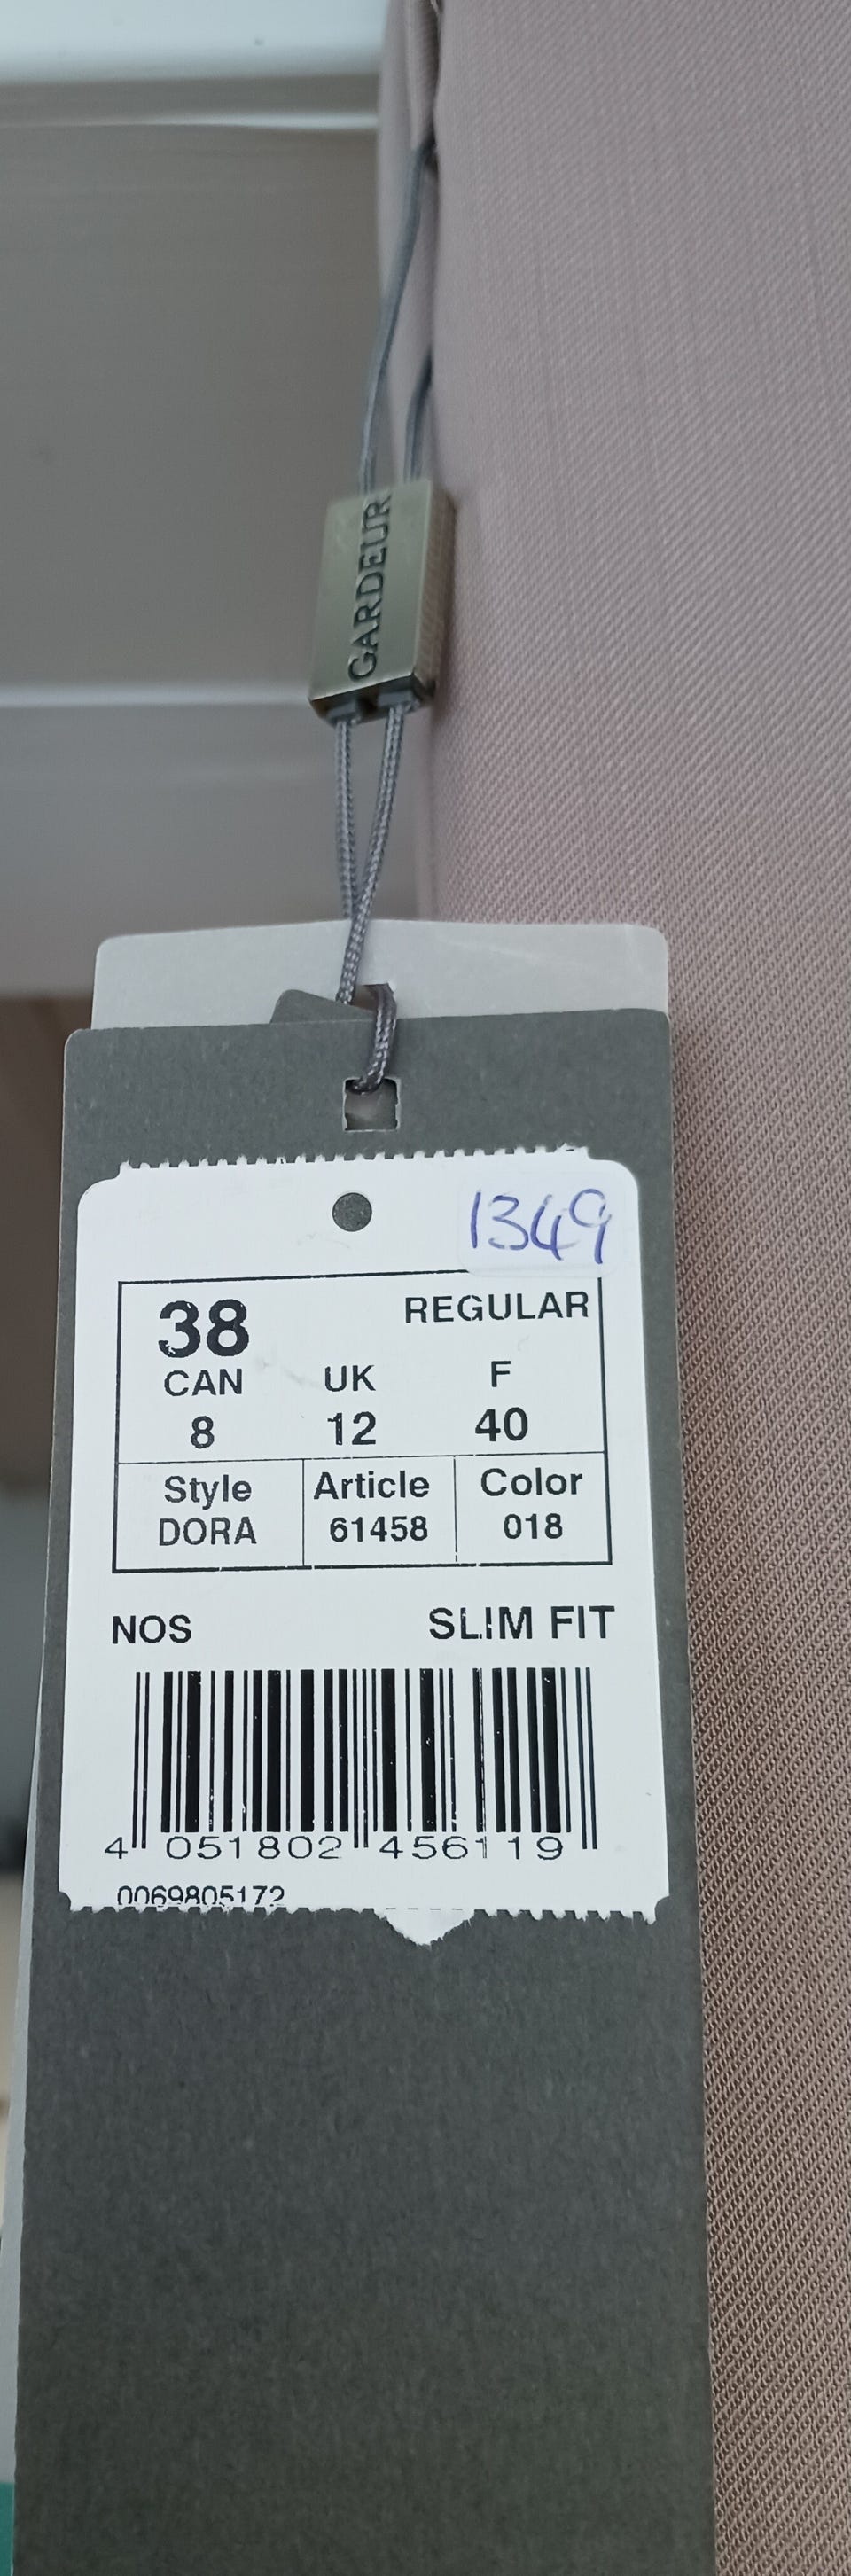 GARDEUR
1349
38 REGULAR
CAN UK F
8 12 40
Style Article Color
DORA 61458 018
NOS SLIM FIT
4 051802 456119
0069805172